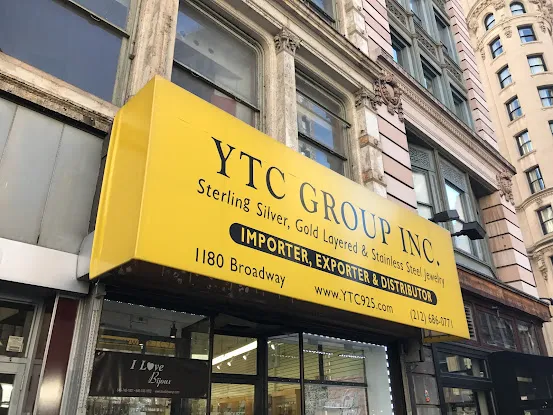 YTC GROUP INC.
Sterling Silver, Gold Layered & Stainless Steel Jewelry
IMPORTER, EXPORTER & DISTRIBUTOR
1180 Broadway www.YTC925.com (212) 686-0771
I L♥ve
Bijoux